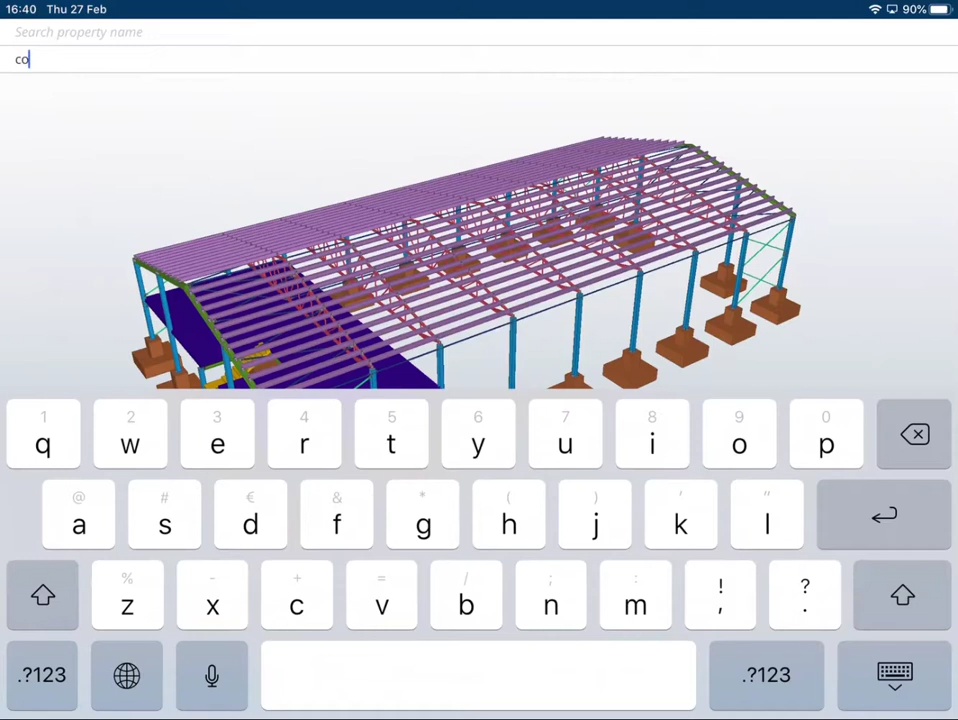 16:40 Thu 27 Feb 90%
Search property name
co
1 2 3 4 5 6 7 8 9 0
q w e r t y u i o p
@ # € & * ( ) ' "
a s d f g h j k l
% - + = / ; : ! ?
z x c v b n m , .
.?123 .?123